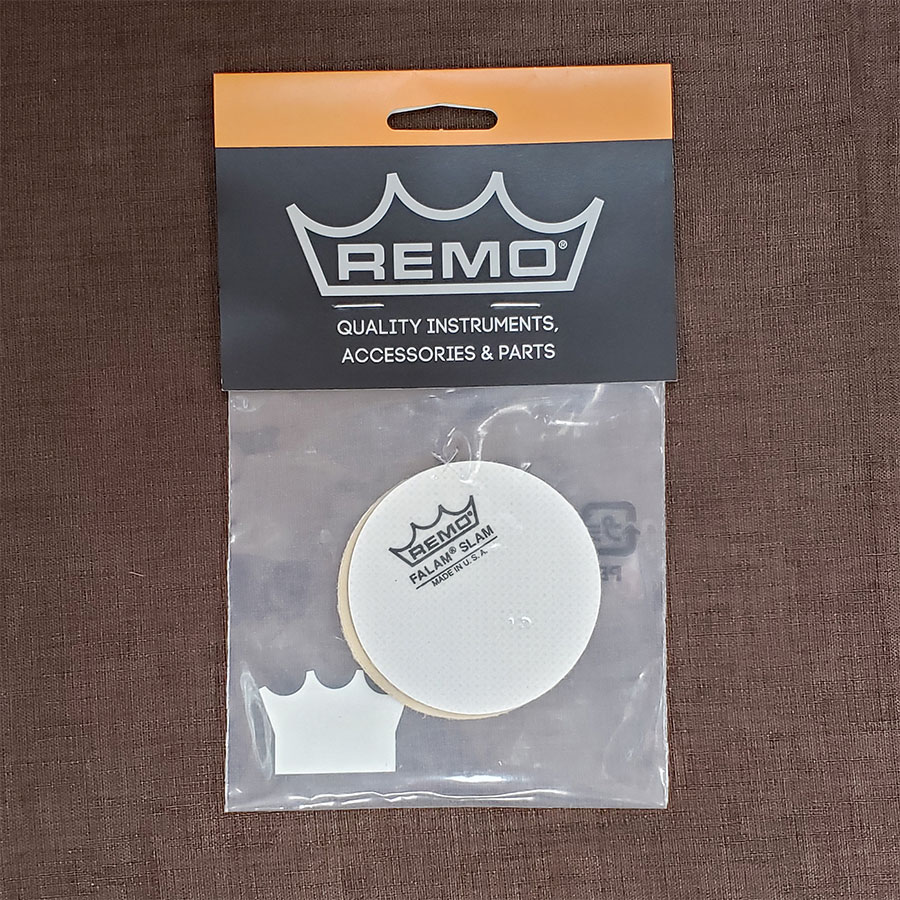 REMO®
QUALITY INSTRUMENTS,
ACCESSORIES & PARTS
REMO®
FALAM® SLAM
MADE IN U.S.A.